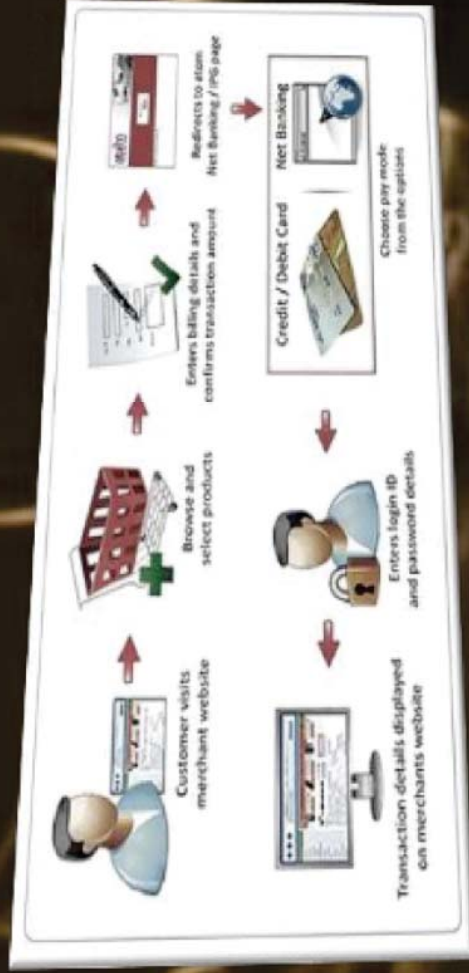 Customer visits
merchant website
Browse and
select products
Enters billing details and
confirms transaction amount
Redirects to atom
Net Banking / IPG page
Credit / Debit Card
Net Banking
Choose pay mode
from the options
Enters login ID
and password details
Transaction details displayed
on merchants website